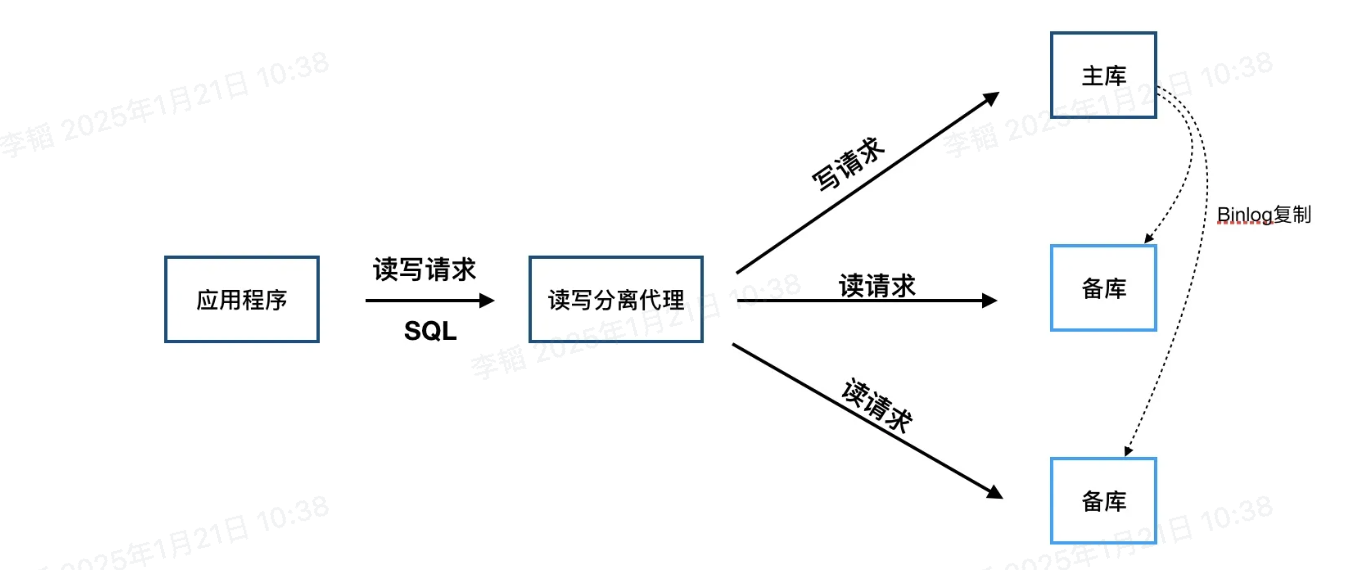 李韬 2025年1月21日 10:38
李韬 2025年1月21日 10:38
主库
写请求
Binlog复制
读写请求
SQL
应用程序
读写分离代理
读请求
备库
李韬 2025年1月21日 10:38
读请求
备库
2025年1月21日 10:38
2025年1月21日 10:38